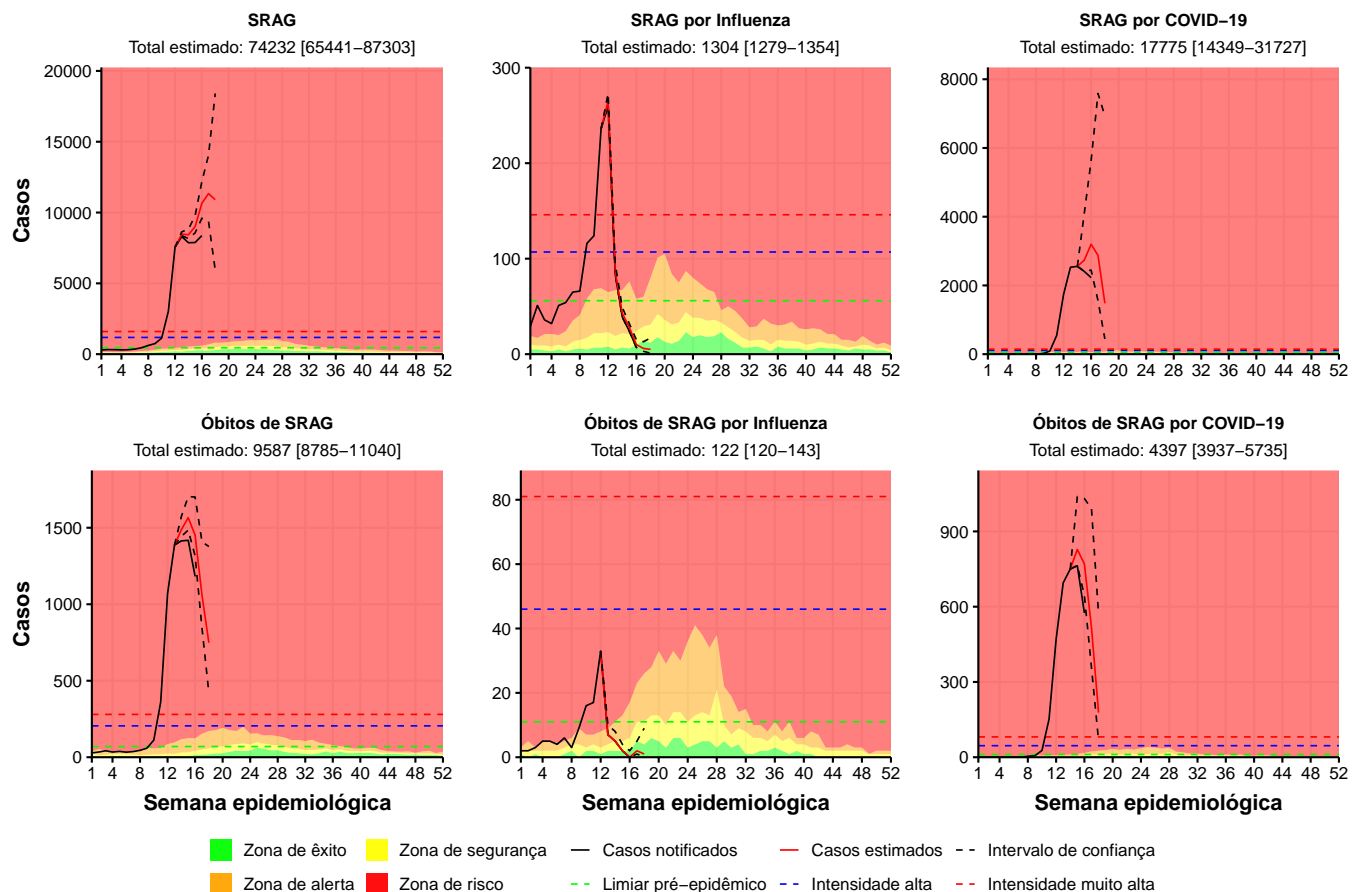 SRAG
Total estimado: 74232 [65441−87303]
SRAG por Influenza
Total estimado: 1304 [1279−1354]
SRAG por COVID−19
Total estimado: 17775 [14349−31727]
Casos
20000
15000
10000
5000
0
1 4 8 12 16 20 24 28 32 36 40 44 48 52
300
200
100
0
1 4 8 12 16 20 24 28 32 36 40 44 48 52
8000
6000
4000
2000
0
1 4 8 12 16 20 24 28 32 36 40 44 48 52
Óbitos de SRAG
Total estimado: 9587 [8785−11040]
Óbitos de SRAG por Influenza
Total estimado: 122 [120−143]
Óbitos de SRAG por COVID−19
Total estimado: 4397 [3937−5735]
Casos
1500
1000
500
0
1 4 8 12 16 20 24 28 32 36 40 44 48 52
80
60
40
20
0
1 4 8 12 16 20 24 28 32 36 40 44 48 52
900
600
300
0
1 4 8 12 16 20 24 28 32 36 40 44 48 52
Semana epidemiológica
Semana epidemiológica
Semana epidemiológica
Zona de êxito
Zona de segurança
Casos notificados
Casos estimados
Intervalo de confiança
Zona de alerta
Zona de risco
Limiar pré−epidêmico
Intensidade alta
Intensidade muito alta